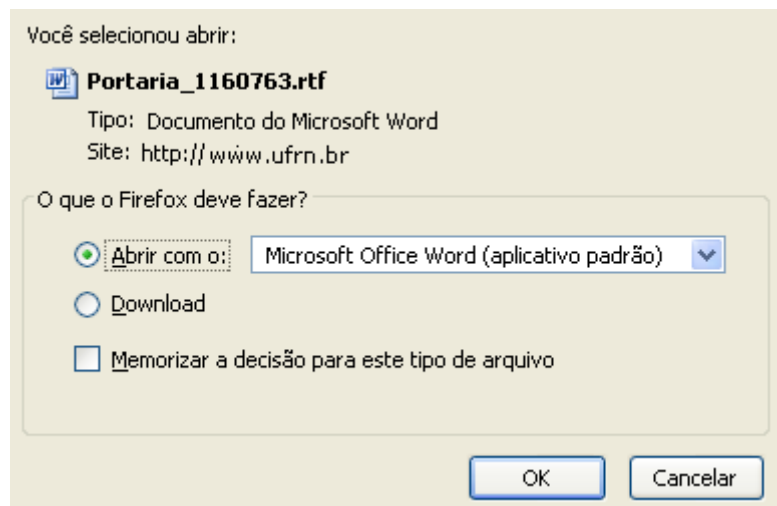 Você selecionou abrir:
Portaria_1160763.rtf
Tipo: Documento do Microsoft Word
Site: http://www.ufrn.br
O que o Firefox deve fazer?
Abrir com o: Microsoft Office Word (aplicativo padrão)
Download
Memorizar a decisão para este tipo de arquivo
OK Cancelar